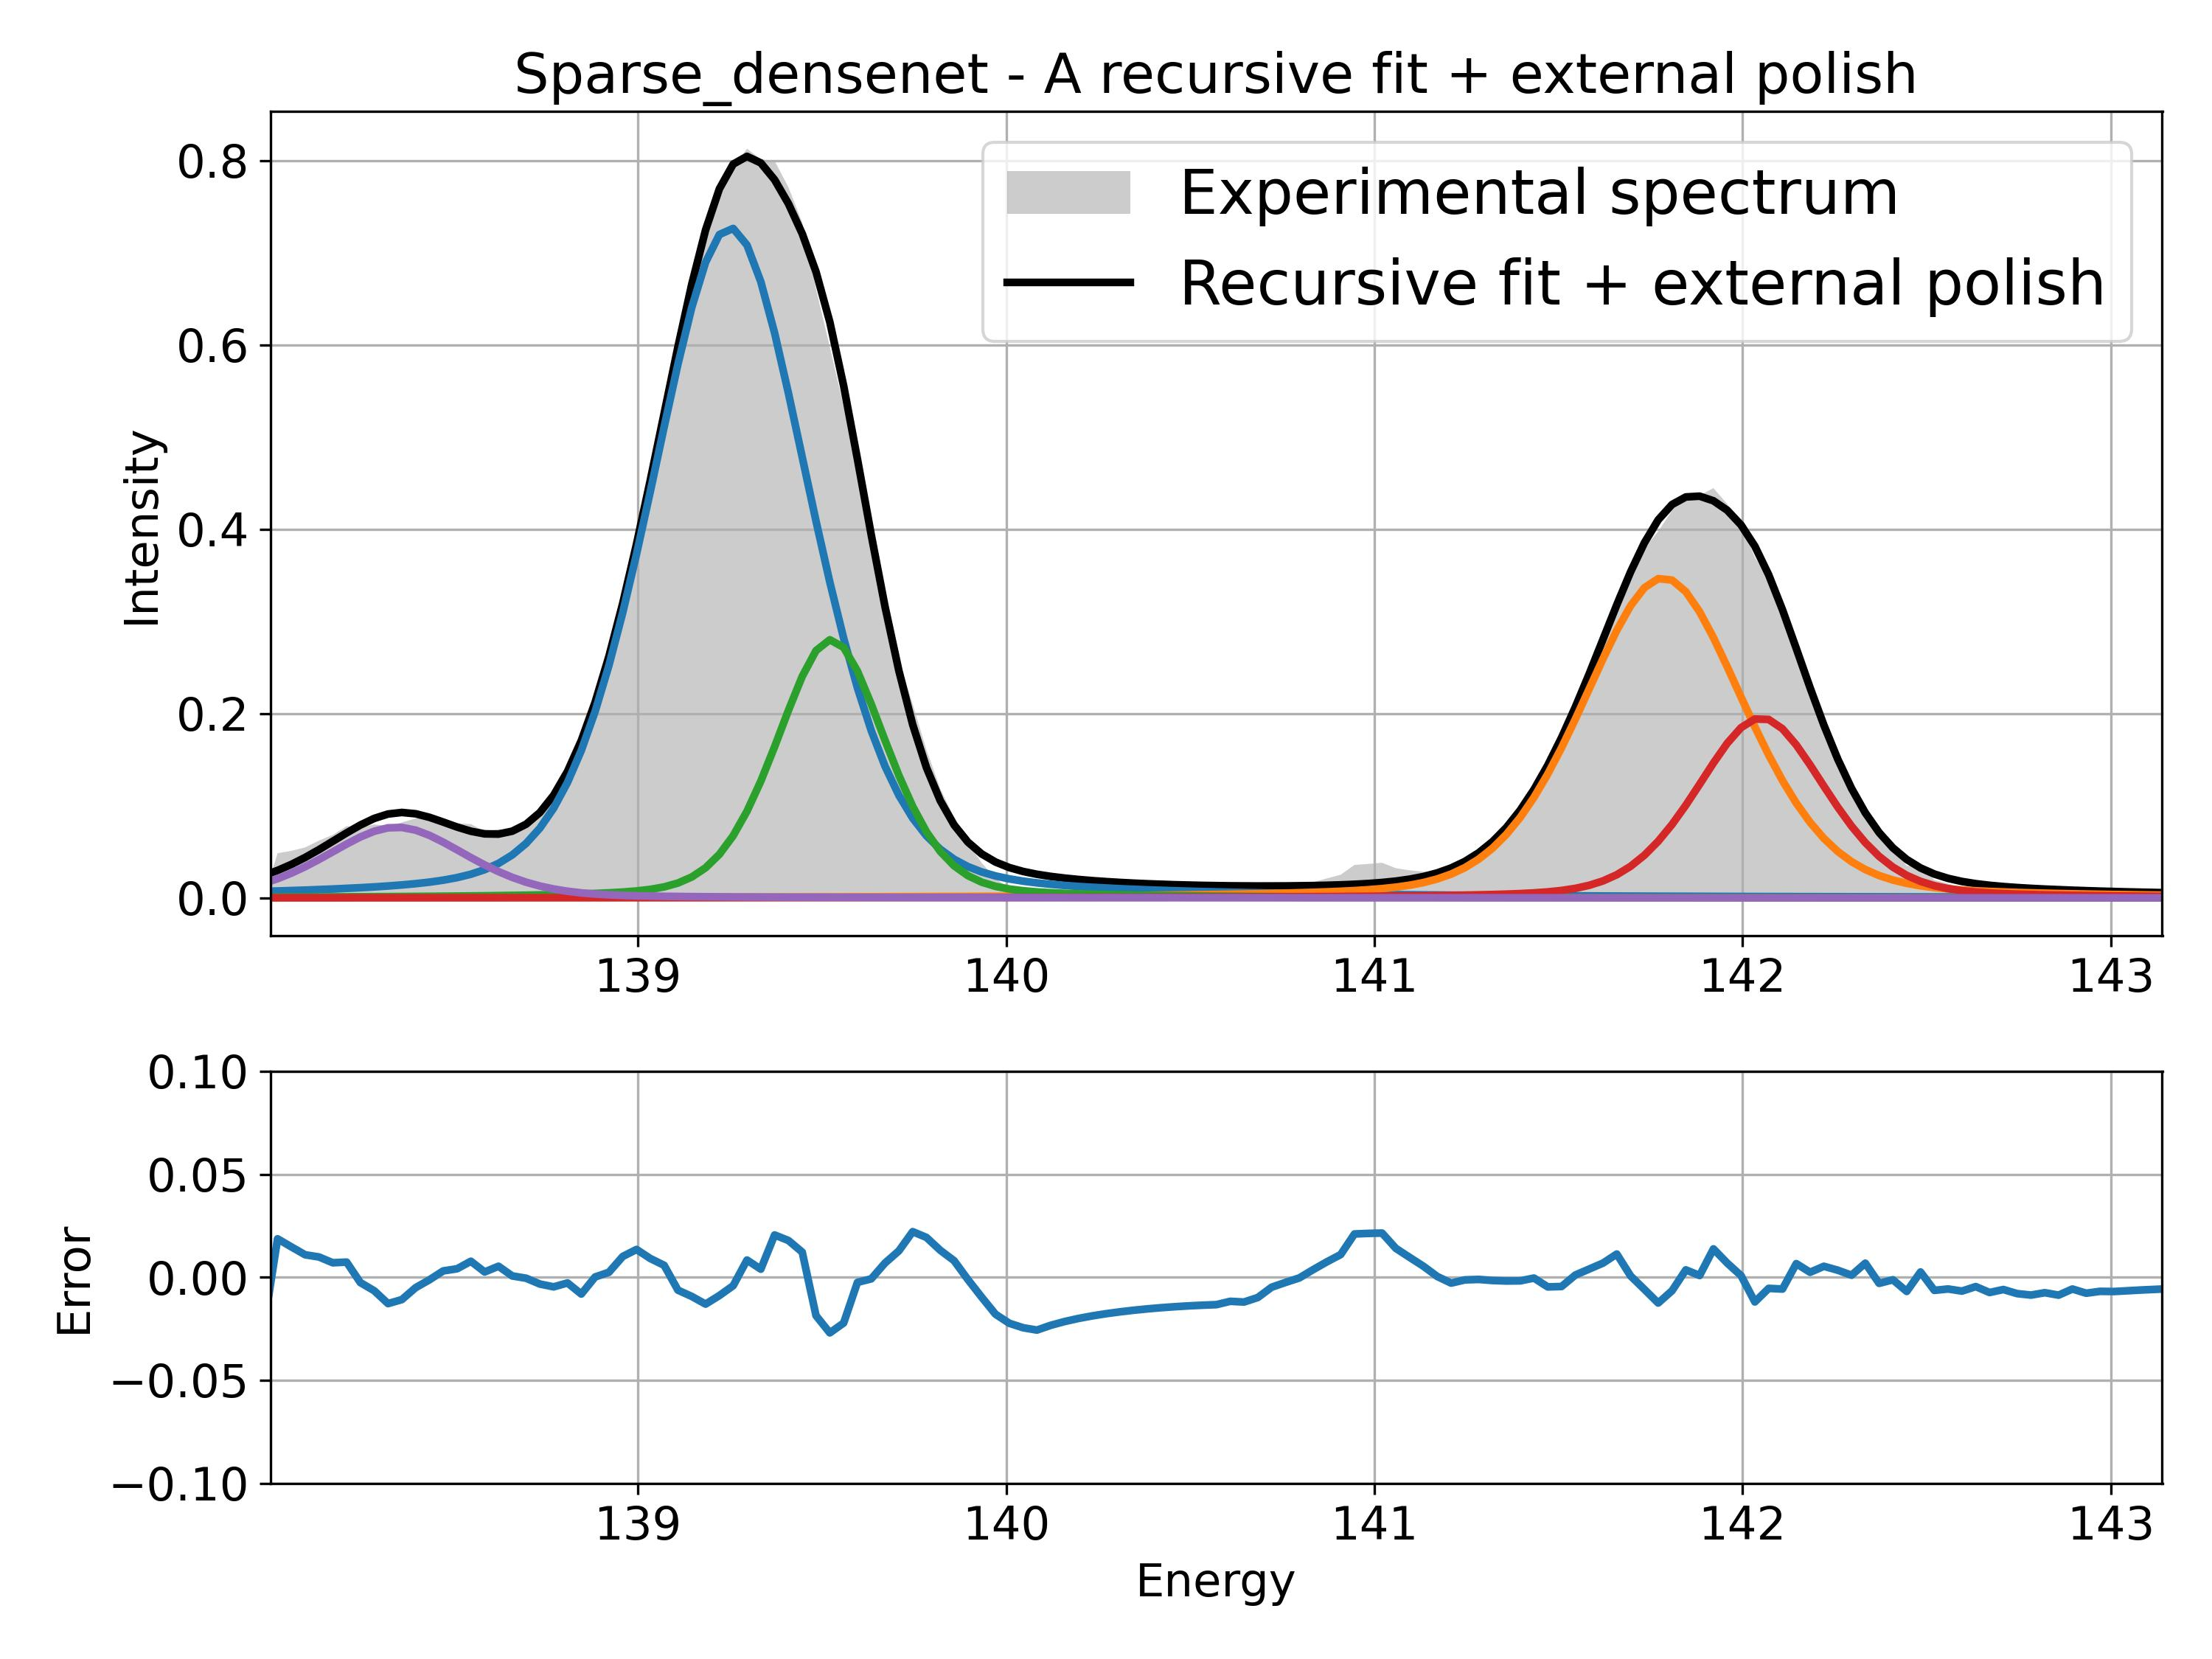 Sparse_densenet - A recursive fit + external polish
Experimental spectrum
Recursive fit + external polish
Intensity
0.8
0.6
0.4
0.2
0.0
139 140 141 142 143
Error
0.10
0.05
0.00
−0.05
−0.10
139 140 141 142 143
Energy